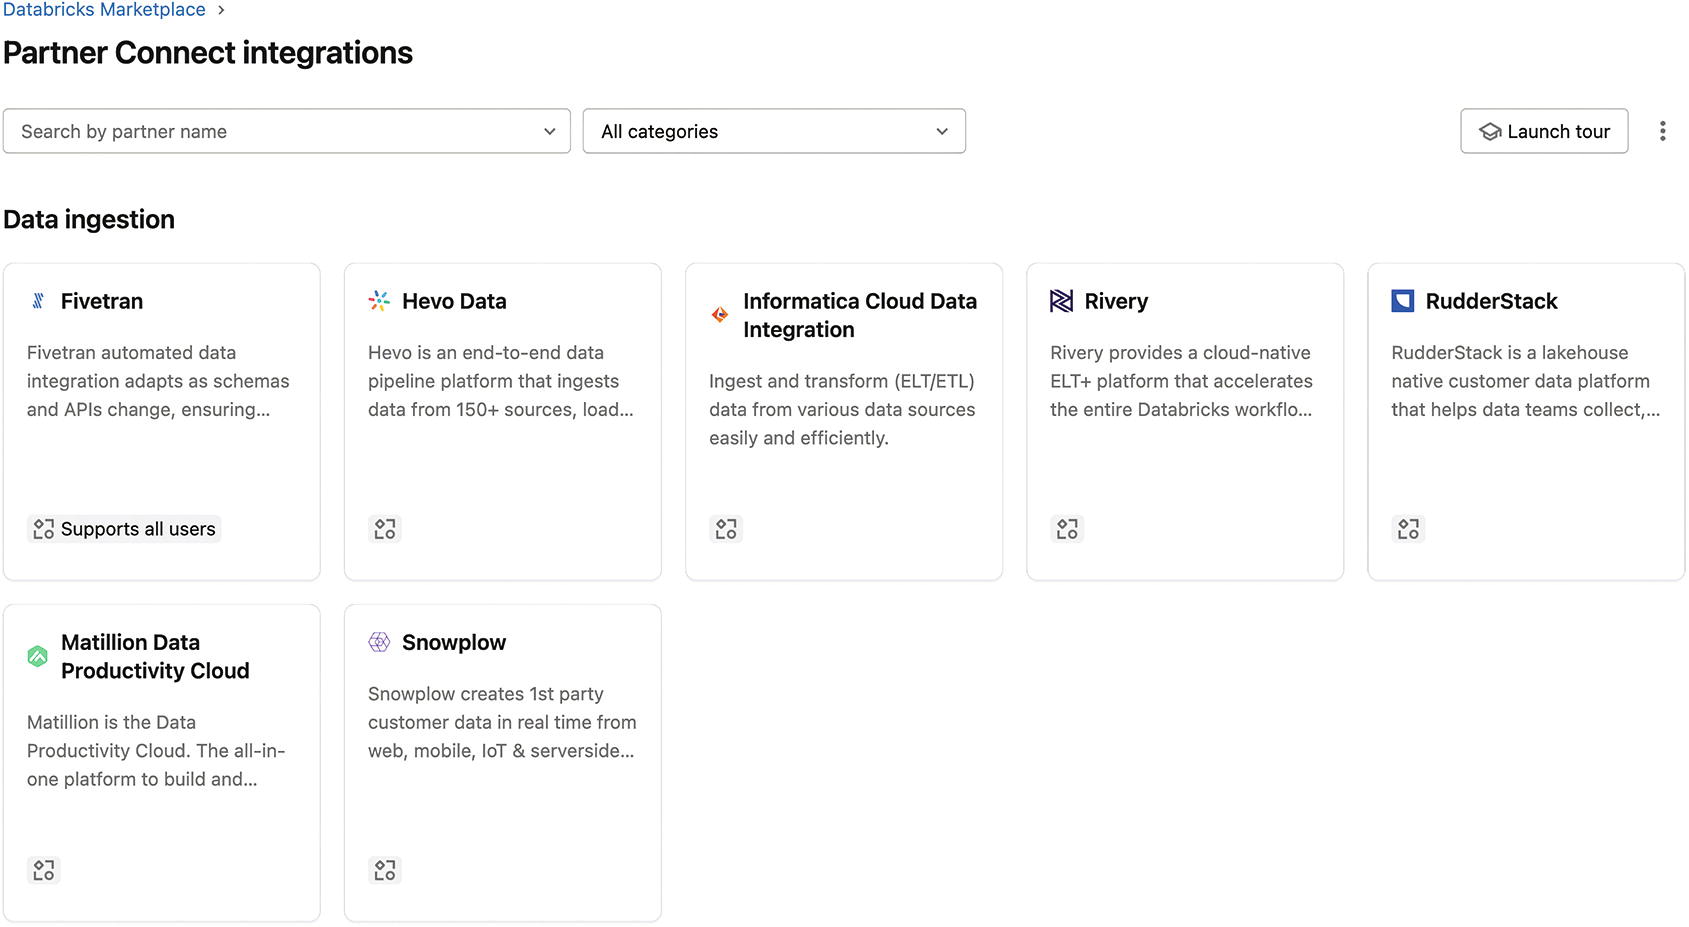 Databricks Marketplace
Partner Connect integrations
Search by partner name
All categories
Launch tour
Data ingestion
Fivetran
Fivetran automated data
integration adapts as schemas
and APIs change, ensuring...
Supports all users
Hevo Data
Hevo is an end-to-end data
pipeline platform that ingests
data from 150+ sources, load...
Informatica Cloud Data
Integration
Ingest and transform (ELT/ETL)
data from various data sources
easily and efficiently.
Rivery
Rivery provides a cloud-native
ELT+ platform that accelerates
the entire Databricks workflo...
RudderStack
RudderStack is a lakehouse
native customer data platform
that helps data teams collect,...
Matillion Data
Productivity Cloud
Matillion is the Data
Productivity Cloud. The all-in-
one platform to build and...
Snowplow
Snowplow creates 1st party
customer data in real time from
web, mobile, IoT & serverside...